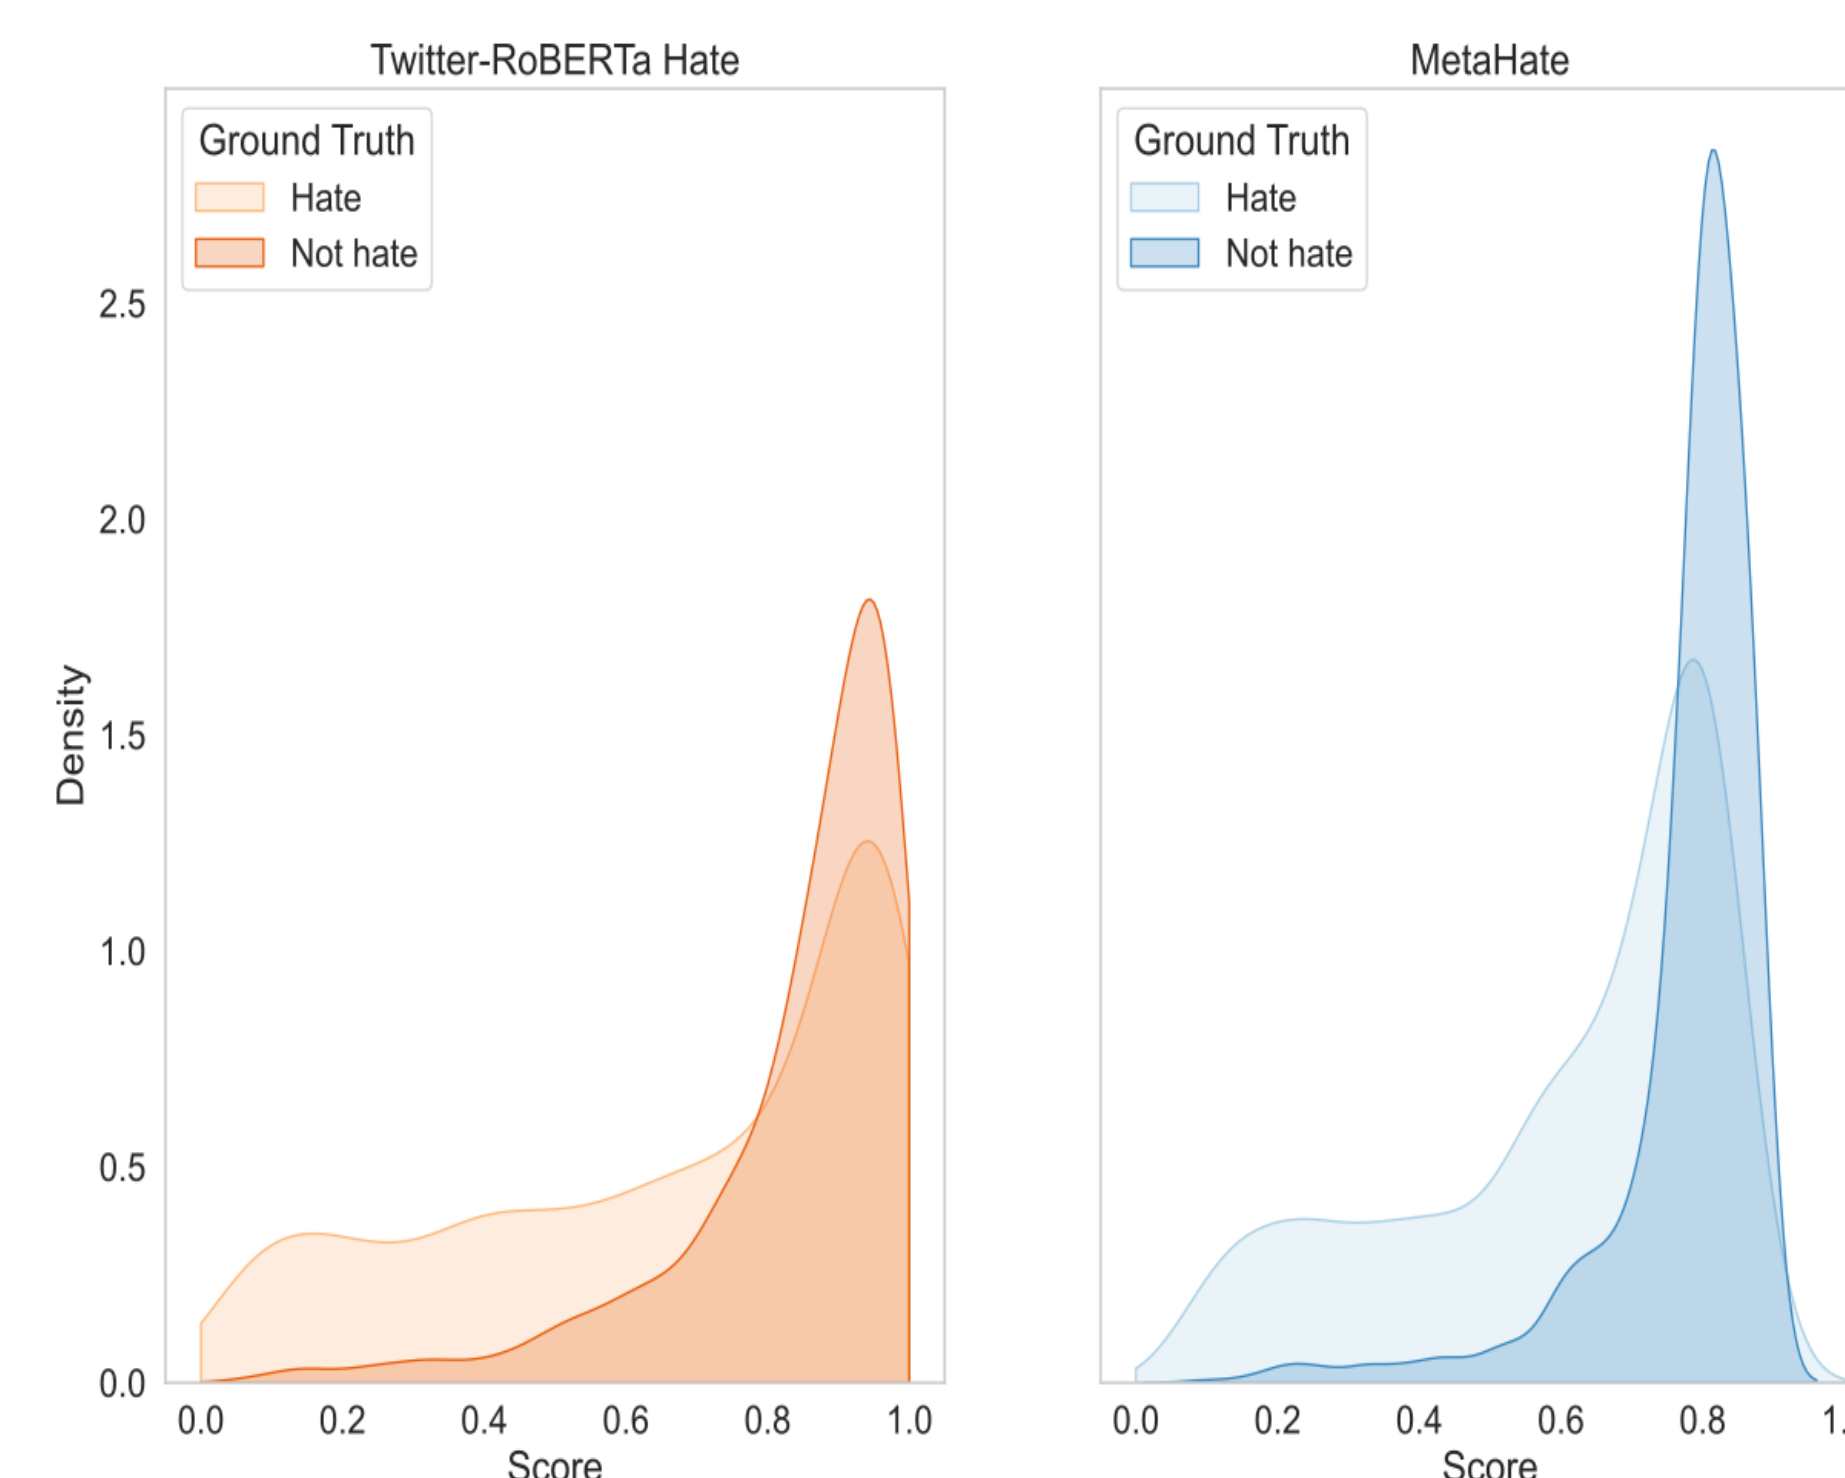 Twitter-RoBERTa Hate
Ground Truth
Hate
Not hate
2.5
2.0
1.5
1.0
0.5
0.0
Density
0.0 0.2 0.4 0.6 0.8 1.0
Score
MetaHate
Ground Truth
Hate
Not hate
0.0 0.2 0.4 0.6 0.8 1.
Score